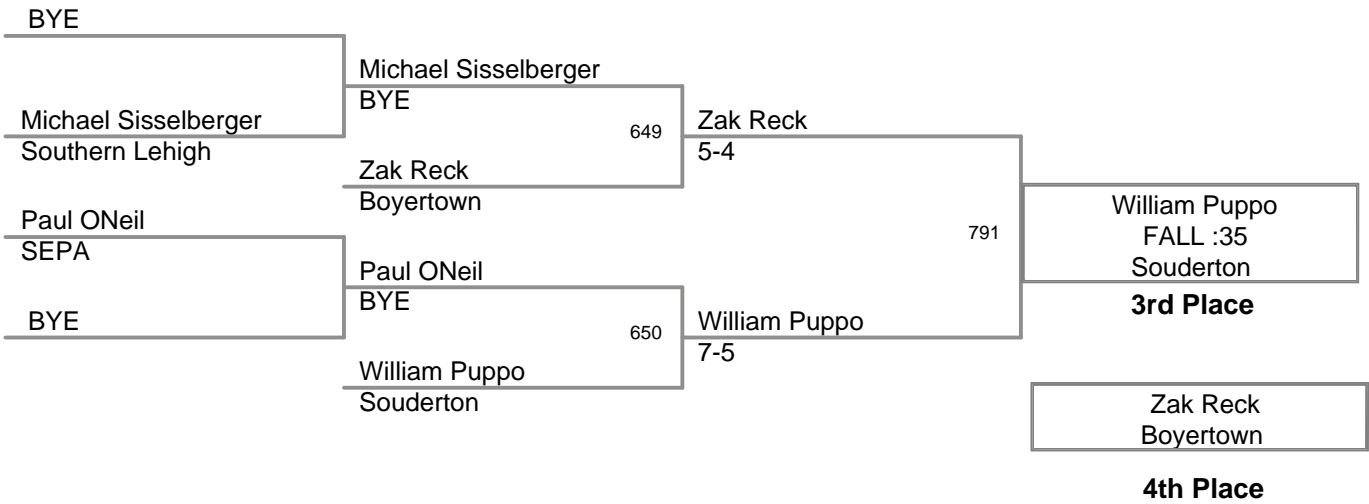 BYE
Michael Sisselberger
BYE
Michael Sisselberger
Southern Lehigh
649
Zak Reck
5-4
Zak Reck
Boyertown
Paul ONeil
SEPA
791
William Puppo
FALL :35
Souderton
3rd Place
Paul ONeil
BYE
BYE
650
William Puppo
7-5
William Puppo
Souderton
Zak Reck
Boyertown
4th Place